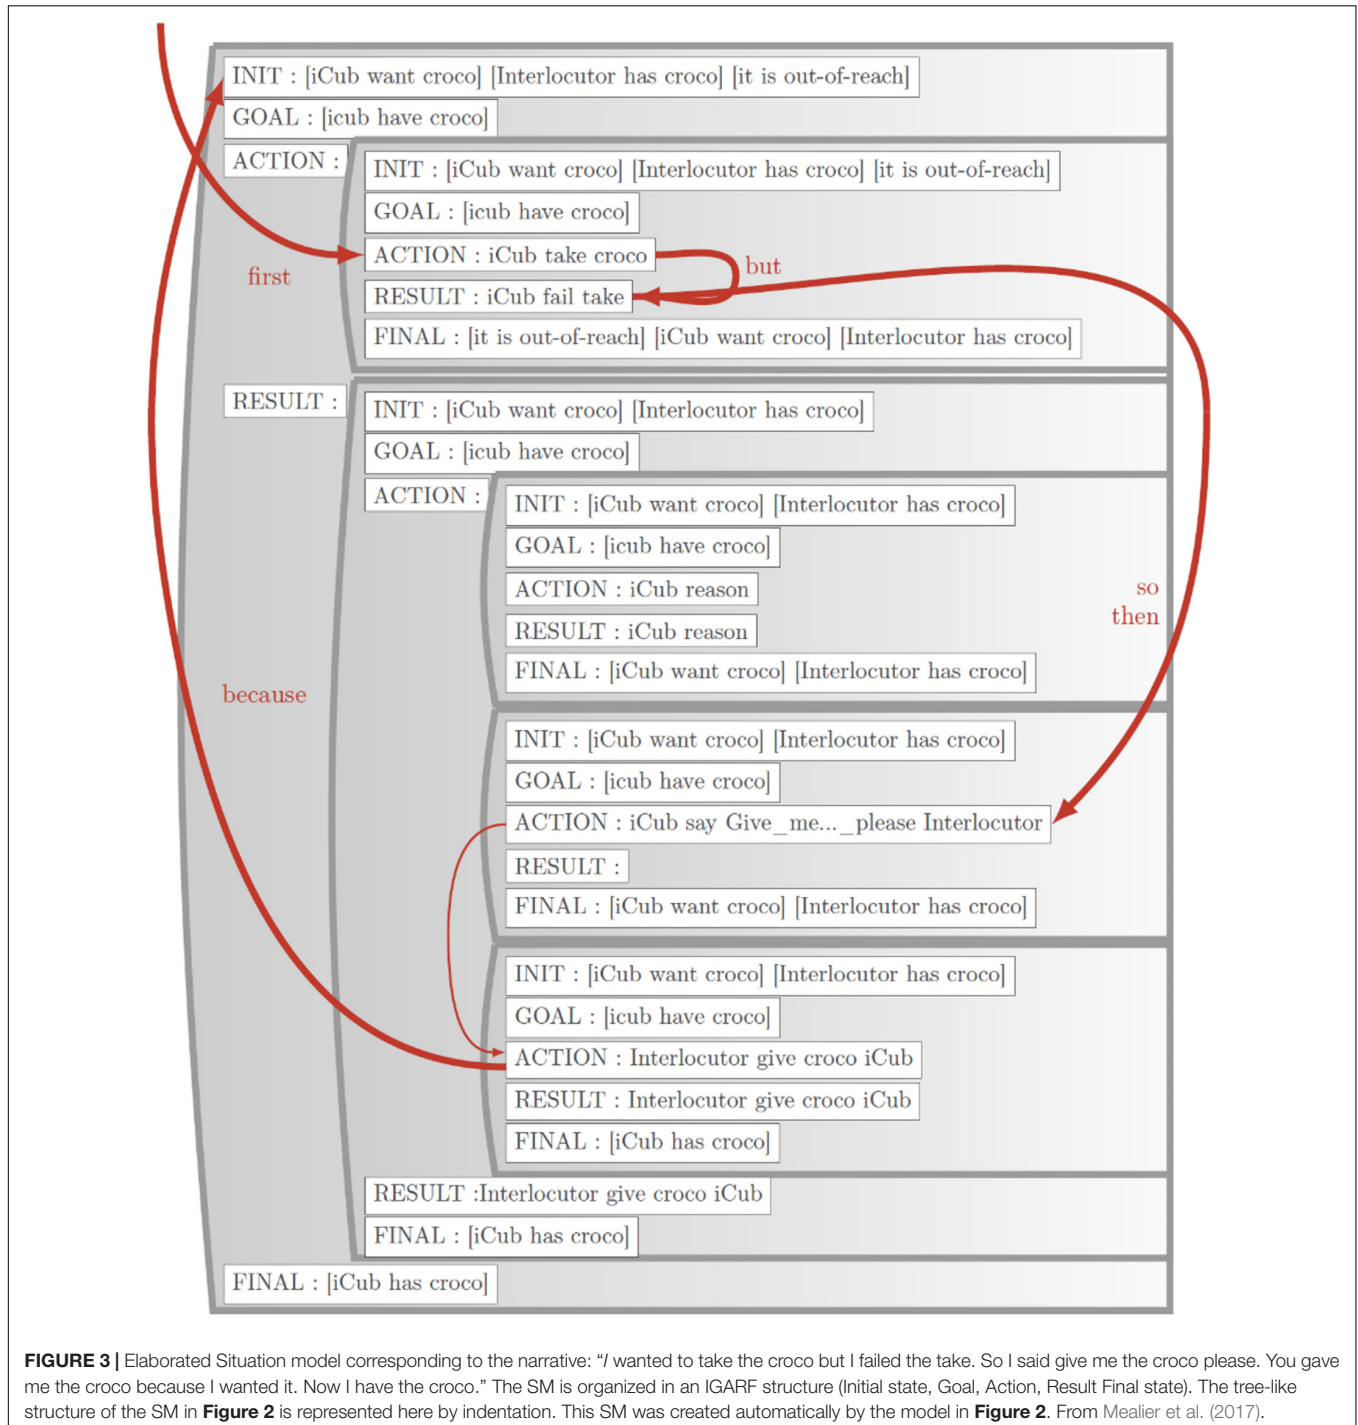 INIT : [iCub want croco] [Interlocutor has croco] [it is out-of-reach]
GOAL : [icub have croco]
ACTION :
INIT : [iCub want croco] [Interlocutor has croco] [it is out-of-reach]
GOAL : [icub have croco]
ACTION : iCub take croco
but
first
RESULT : iCub fail take
FINAL : [it is out-of-reach] [iCub want croco] [Interlocutor has croco]
RESULT :
INIT : [iCub want croco] [Interlocutor has croco]
GOAL : [icub have croco]
ACTION :
INIT : [iCub want croco] [Interlocutor has croco]
GOAL : [icub have croco]
ACTION : iCub reason
so
then
RESULT : iCub reason
FINAL : [iCub want croco] [Interlocutor has croco]
because
INIT : [iCub want croco] [Interlocutor has croco]
GOAL : [icub have croco]
ACTION : iCub say Give_me..._please Interlocutor
RESULT :
FINAL : [iCub want croco] [Interlocutor has croco]
INIT : [iCub want croco] [Interlocutor has croco]
GOAL : [icub have croco]
ACTION : Interlocutor give croco iCub
RESULT : Interlocutor give croco iCub
FINAL : [iCub has croco]
RESULT :Interlocutor give croco iCub
FINAL : [iCub has croco]
FINAL : [iCub has croco]
FIGURE 3 | Elaborated Situation model corresponding to the narrative: “I wanted to take the croco but I failed the take. So I said give me the croco please. You gave
me the croco because I wanted it. Now I have the croco.” The SM is organized in an IGARF structure (Initial state, Goal, Action, Result Final state). The tree-like
structure of the SM in Figure 2 is represented here by indentation. This SM was created automatically by the model in Figure 2. From Mealier et al. (2017).